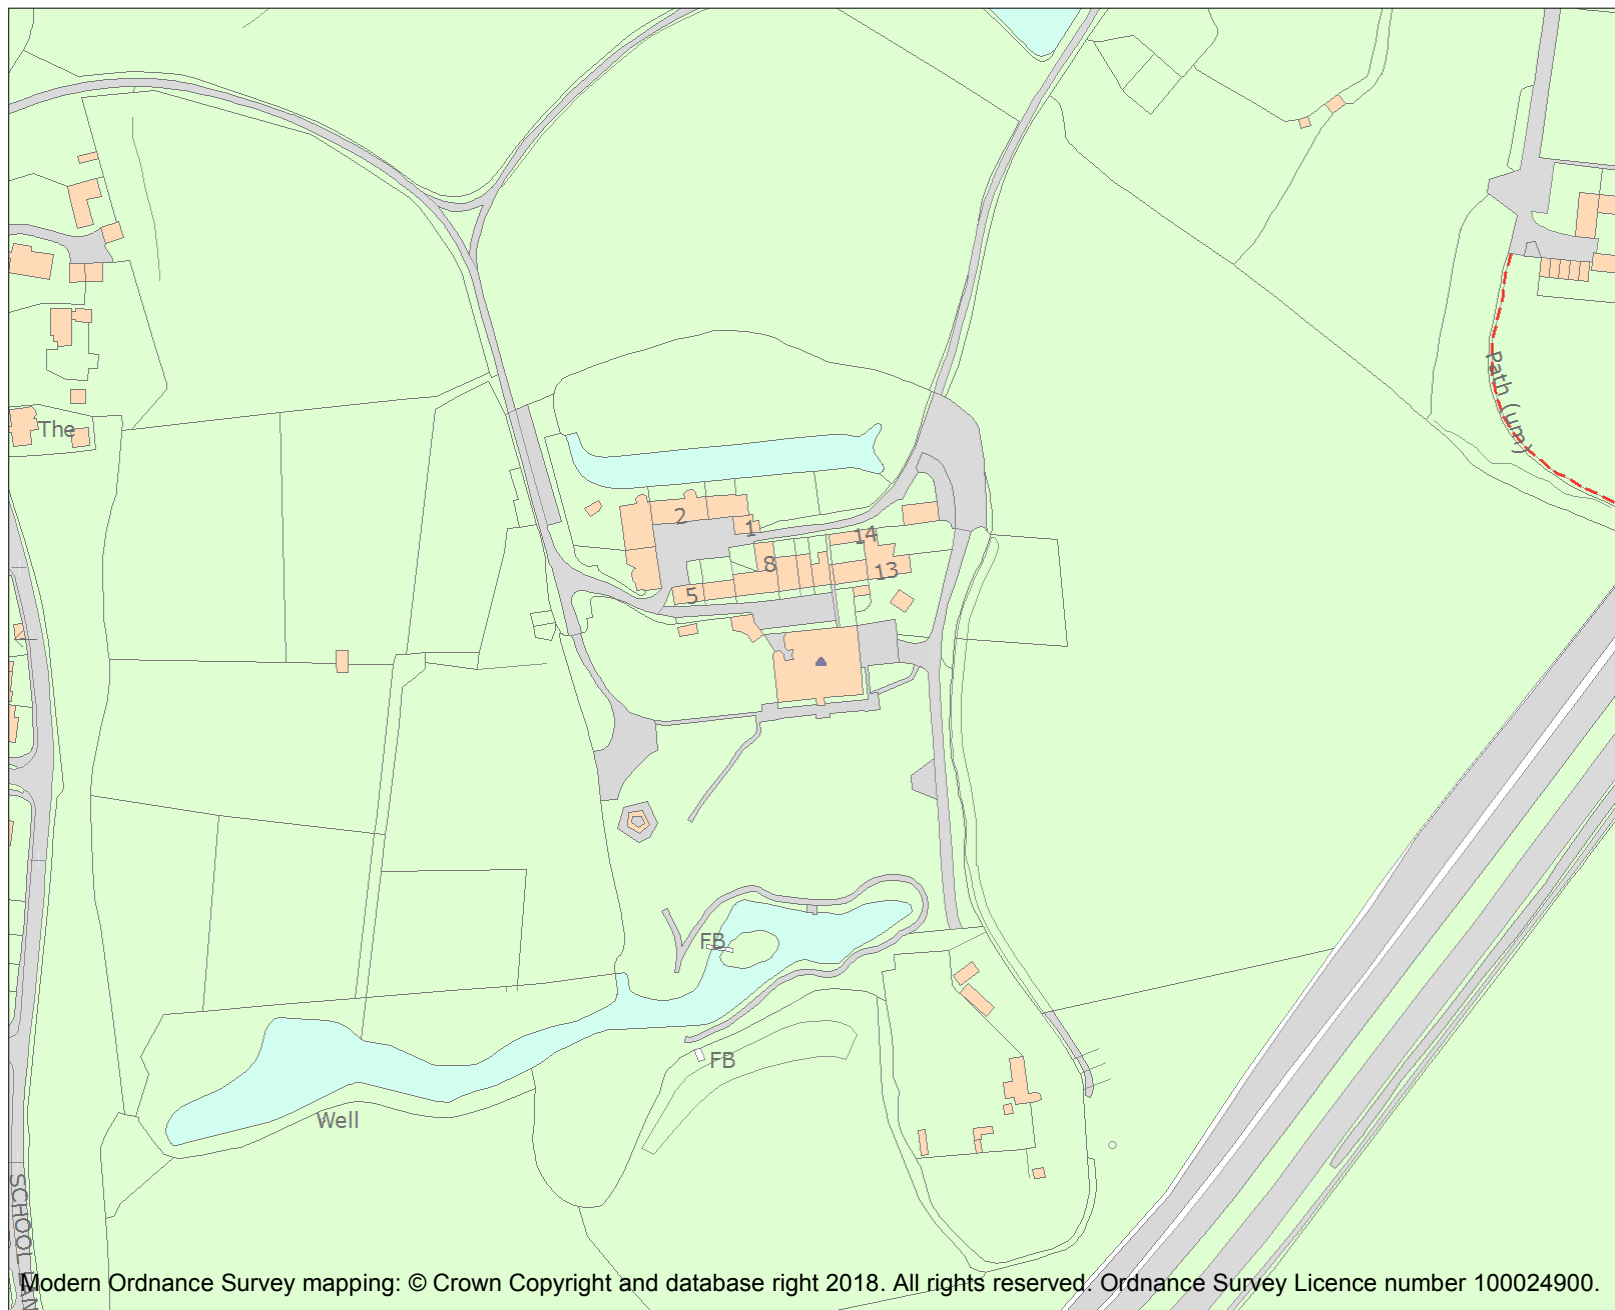 Path (um)
The
2
1
14
8
13
5
FB
FB
Well
SCHOOL LAN
Modern Ordnance Survey mapping: © Crown Copyright and database right 2018. All rights reserved. Ordnance Survey Licence number 100024900.